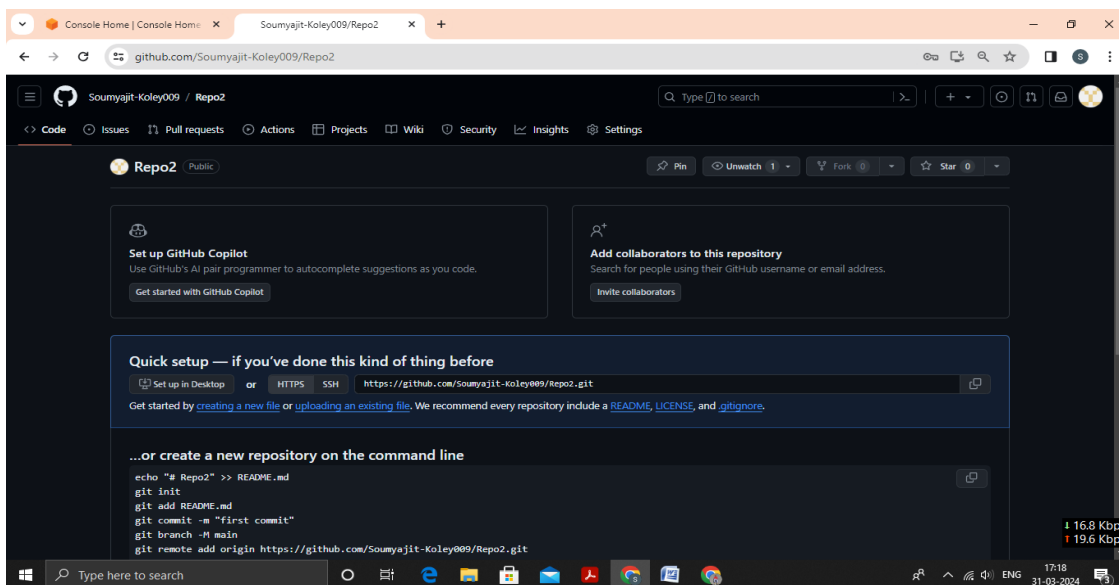 Console Home | Console Home
Soumyajit-Koley009/Repo2
github.com/Soumyajit-Koley009/Repo2
S
Soumyajit-Koley009 / Repo2
Type / to search
Code Issues Pull requests Actions Projects Wiki Security Insights Settings
Repo2 Public
Pin Unwatch 1 Fork 0 Star 0
Set up GitHub Copilot
Use GitHub's AI pair programmer to autocomplete suggestions as you code.
Get started with GitHub Copilot
Add collaborators to this repository
Search for people using their GitHub username or email address.
Invite collaborators
Quick setup — if you've done this kind of thing before
Set up in Desktop or HTTPS SSH https://github.com/Soumyajit-Koley009/Repo2.git
Get started by creating a new file or uploading an existing file. We recommend every repository include a README, LICENSE, and .gitignore.
...or create a new repository on the command line
echo "# Repo2" >> README.md
git init
git add README.md
git commit -m "first commit"
git branch -M main
git remote add origin https://github.com/Soumyajit-Koley009/Repo2.git
16.8 Kbp
19.6 Kbp
Type here to search
ENG
17:18
31-03-2024